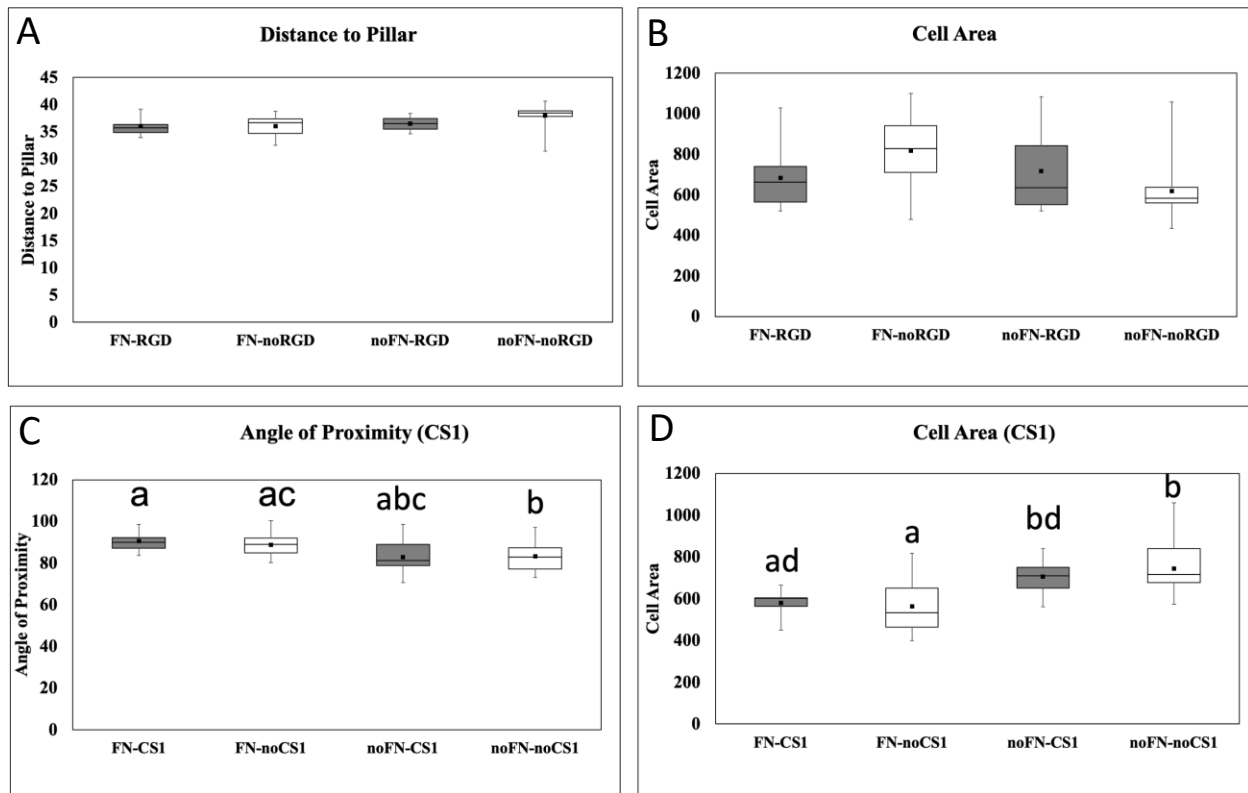 A
Distance to Pillar
Distance to Pillar
45
40
35
30
25
20
15
10
5
0
FN-RGD FN-noRGD noFN-RGD noFN-noRGD
B
Cell Area
Cell Area
1200
1000
800
600
400
200
0
FN-RGD FN-noRGD noFN-RGD noFN-noRGD
C
Angle of Proximity (CS1)
Angle of Proximity
120
100
80
60
40
20
0
a ac abc b
FN-CS1 FN-noCS1 noFN-CS1 noFN-noCS1
D
Cell Area (CS1)
Cell Area
1200
1000
800
600
400
200
0
ad a bd b
FN-CS1 FN-noCS1 noFN-CS1 noFN-noCS1